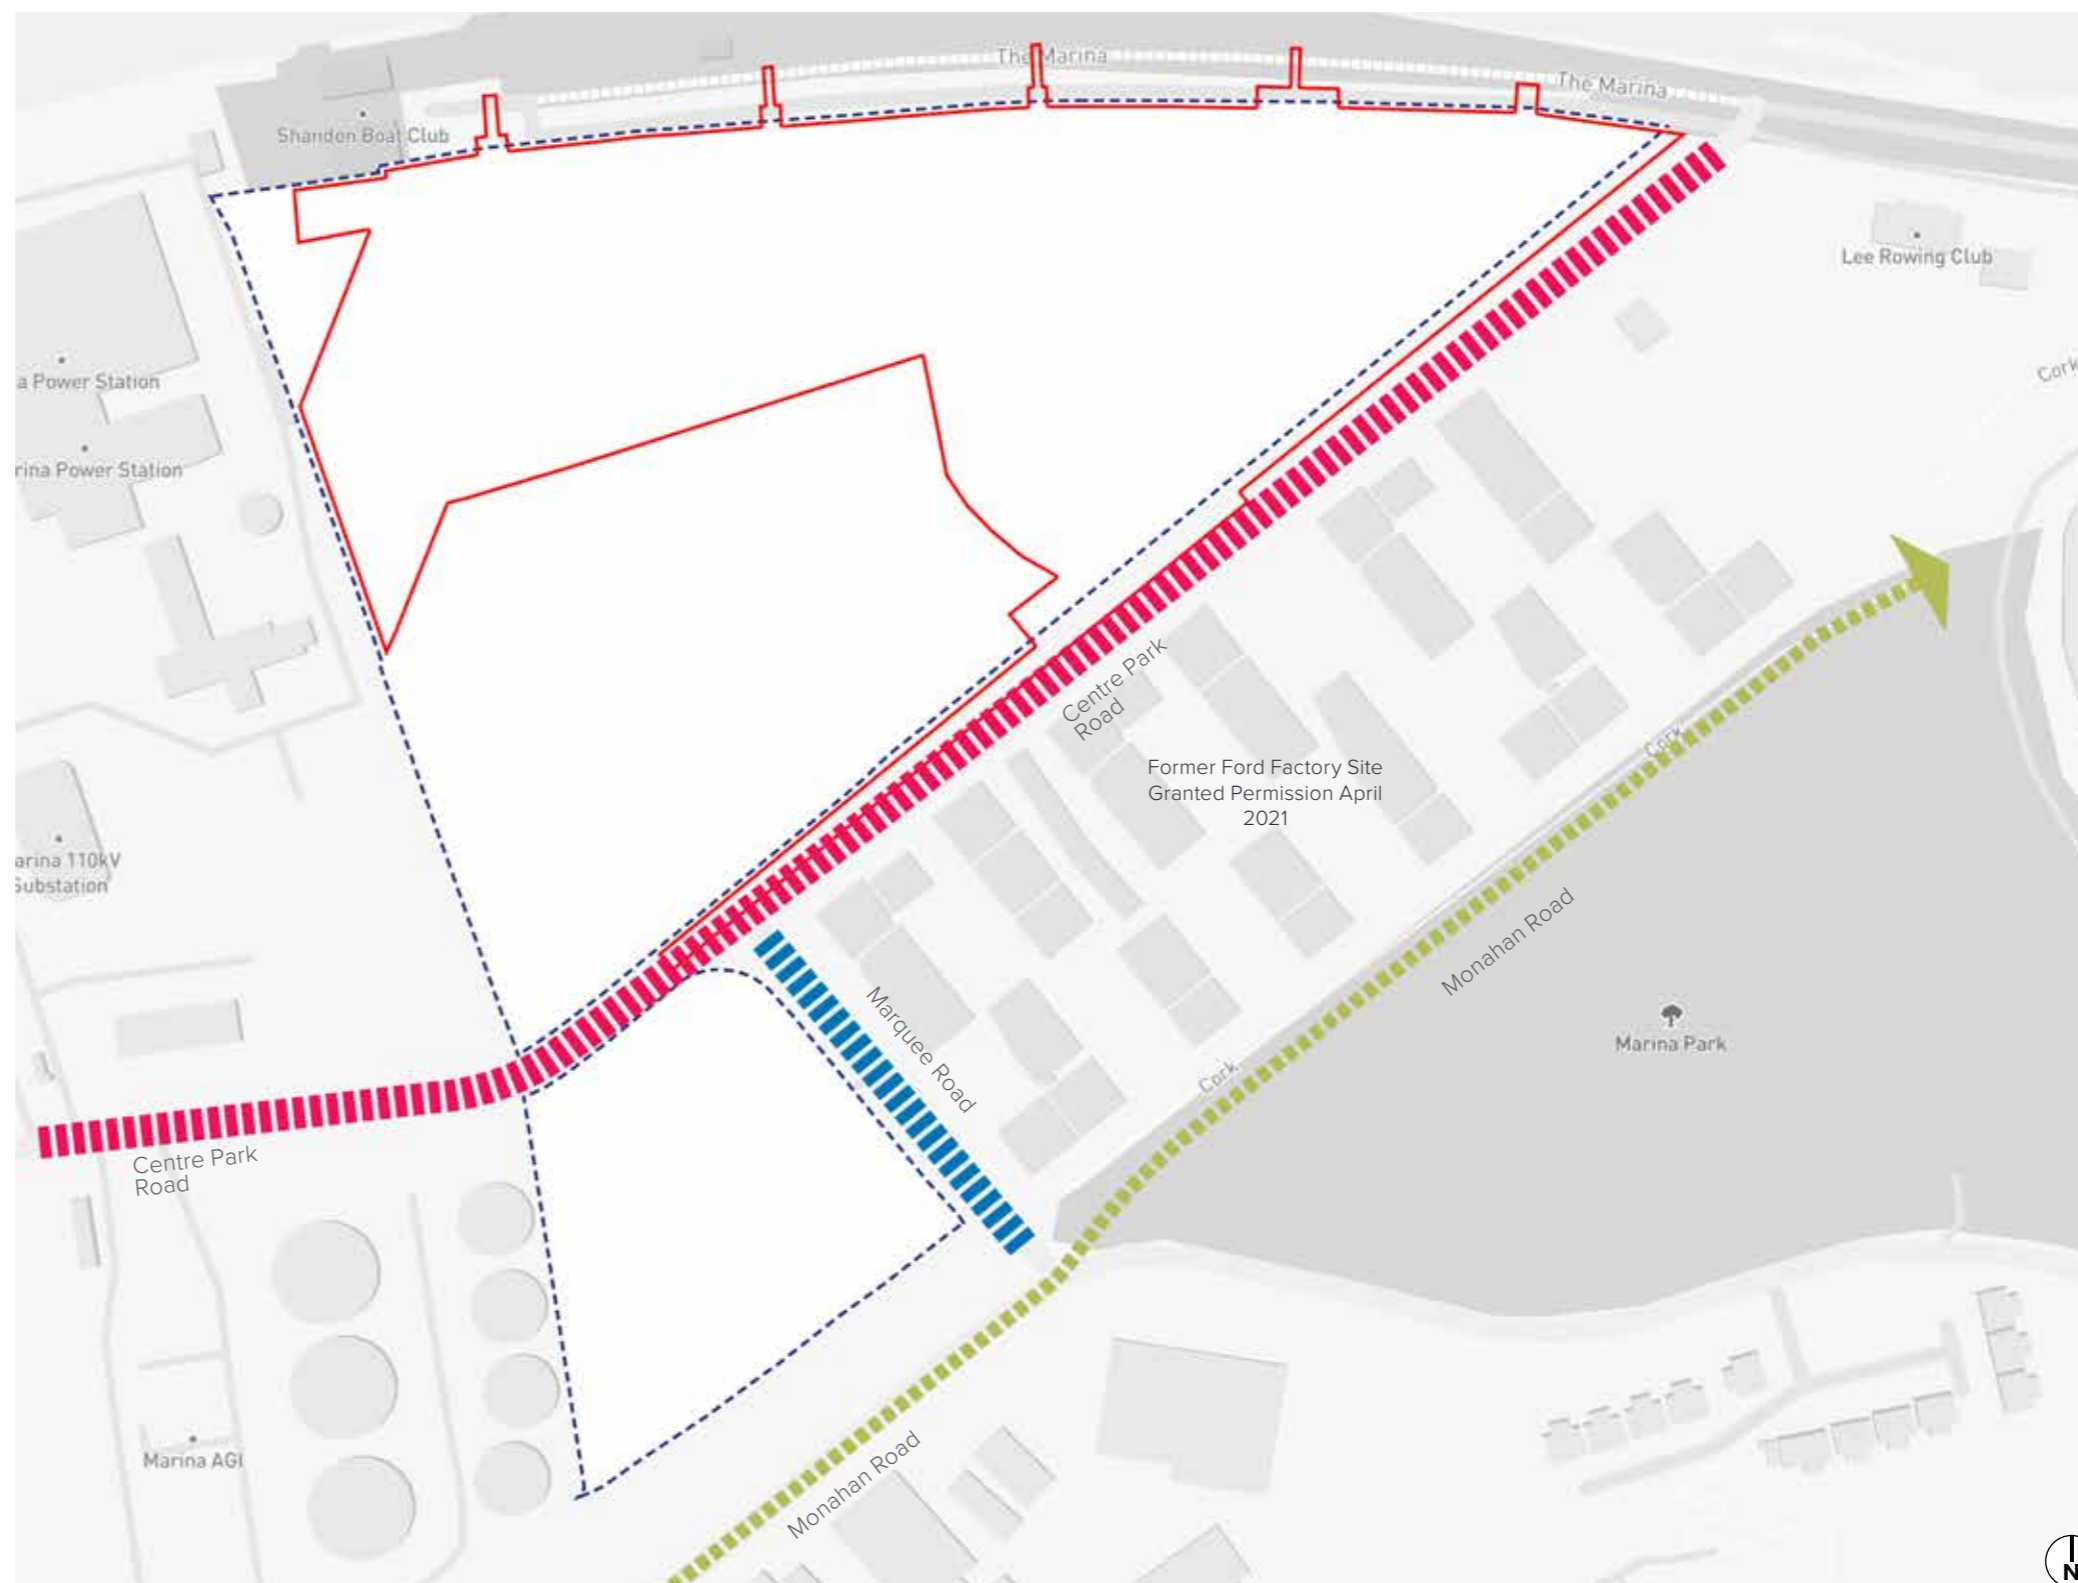 The Marina
The Marina
Shandon Boat Club
Lee Rowing Club
Cork
a Power Station
rina Power Station
Centre Park
Road
Cork
Former Ford Factory Site
Granted Permission April
2021
arina 110kV
Substation
Monahan Road
Marquee Road
Marina Park
Cork
Centre Park
Road
Marina AGI
Monahan Road
N